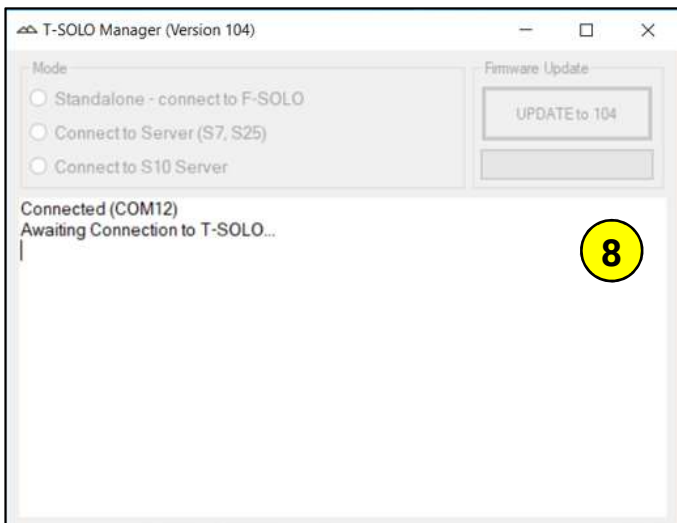 T-SOLO Manager (Version 104)
Mode
Firmware Update
Standalone - connect to F-SOLO
UPDATE to 104
Connect to Server (S7, S25)
Connect to S10 Server
Connected (COM12)
Awaiting Connection to T-SOLO...
8